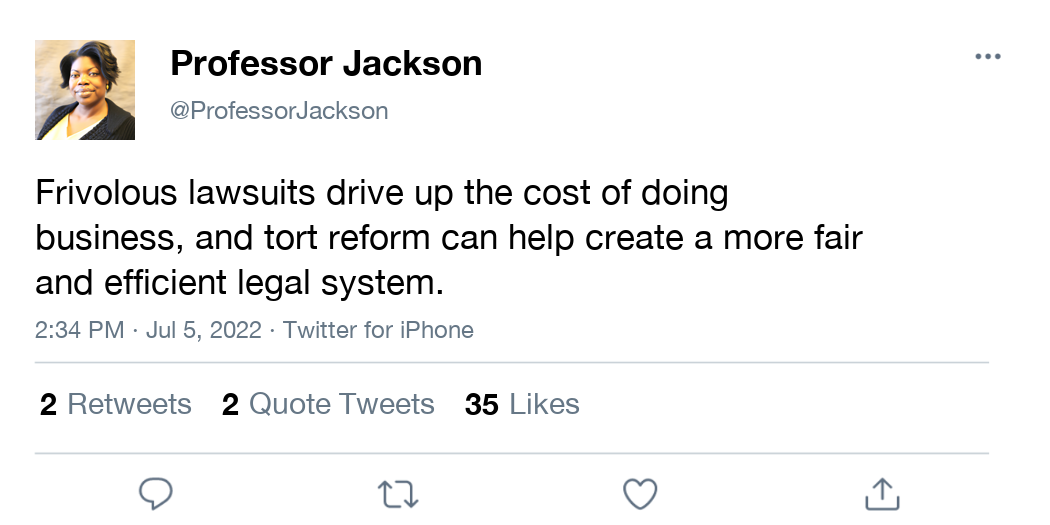 Professor Jackson
@ProfessorJackson
Frivolous lawsuits drive up the cost of doing
business, and tort reform can help create a more fair
and efficient legal system.
2:34 PM · Jul 5, 2022 · Twitter for iPhone
2 Retweets 2 Quote Tweets 35 Likes